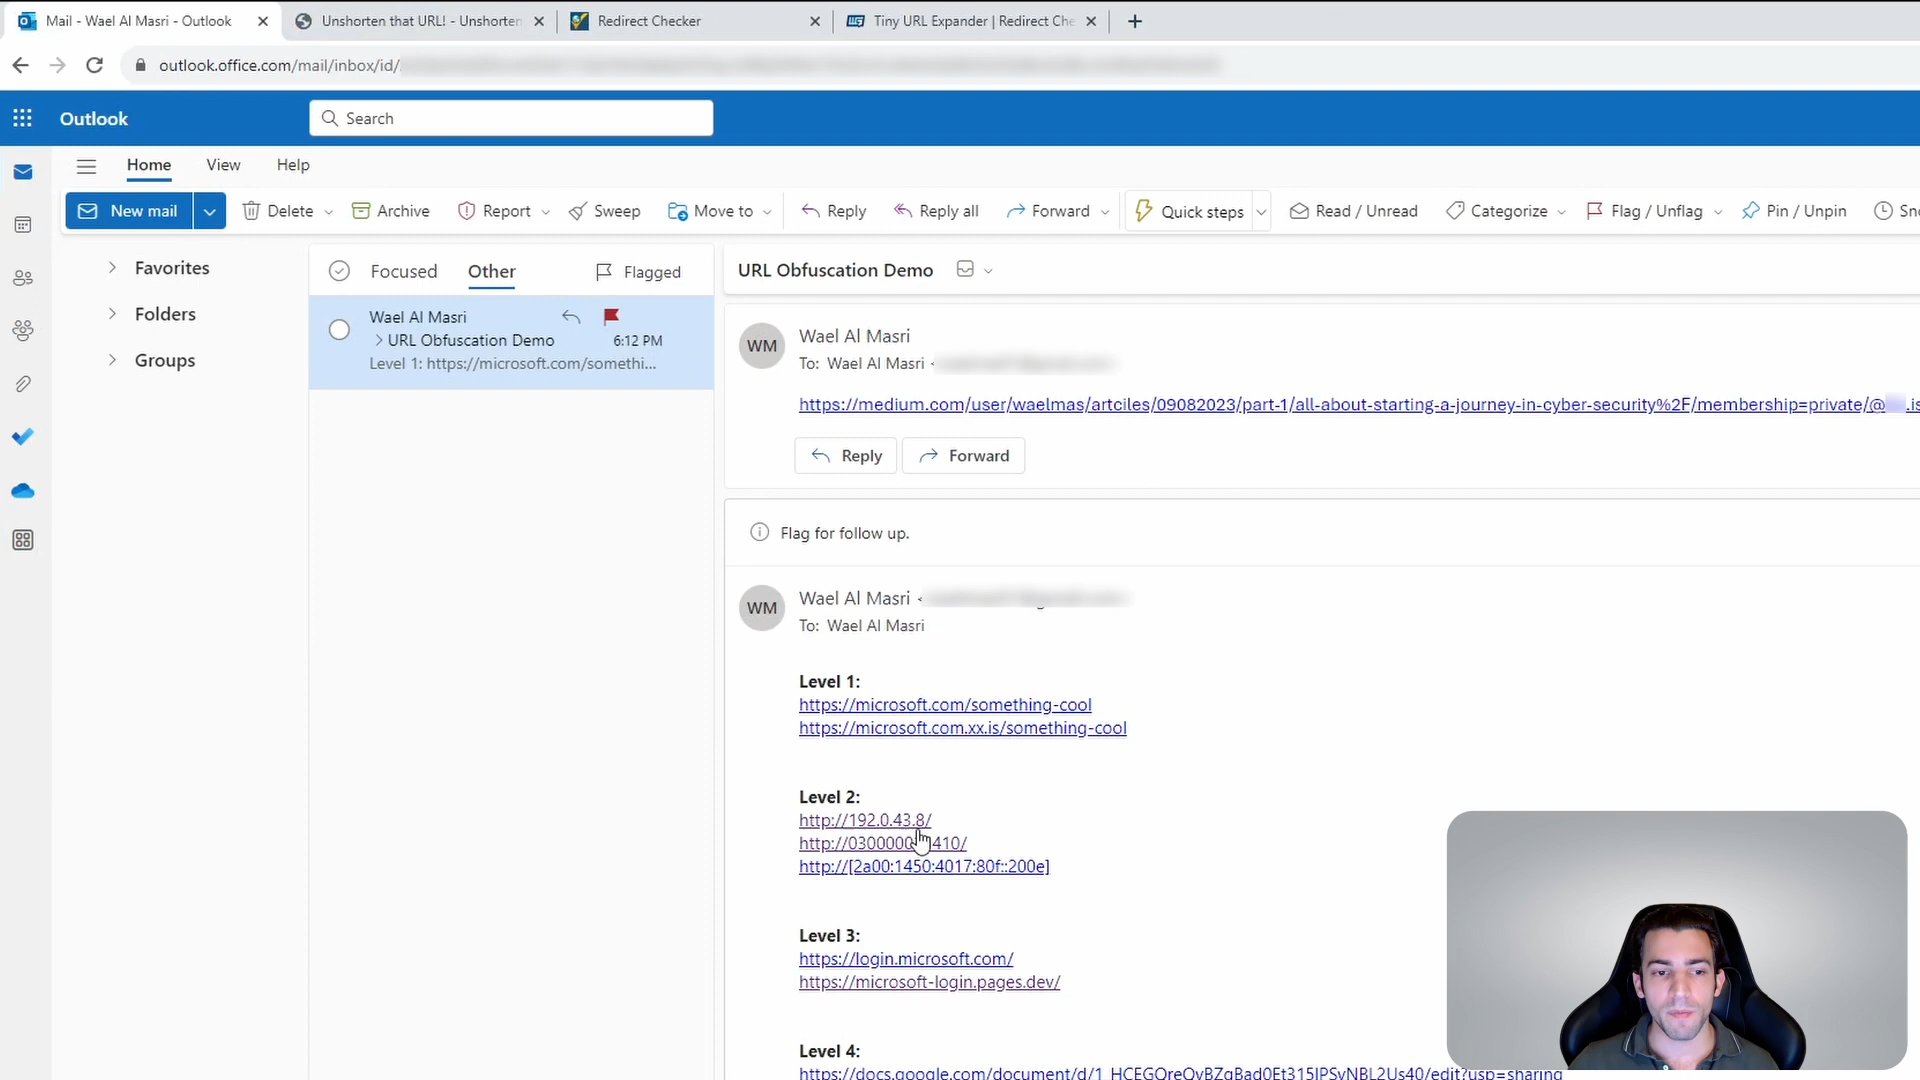 Mail - Wael Al Masri - Outlook
Unshorten that URL! - Unshorten
Redirect Checker
Tiny URL Expander | Redirect Che
outlook.office.com/mail/inbox/id/
Outlook
Search
Home
View
Help
New mail
Delete
Archive
Report
Sweep
Move to
Reply
Reply all
Forward
Quick steps
Read / Unread
Categorize
Flag / Unflag
Pin / Unpin
Sno
Favorites
Folders
Groups
Focused
Other
Flagged
Wael Al Masri
URL Obfuscation Demo
6:12 PM
Level 1: https://microsoft.com/somethi...
URL Obfuscation Demo
WM
Wael Al Masri
To: Wael Al Masri <
https://medium.com/user/waelmas/artciles/09082023/part-1/all-about-starting-a-journey-in-cyber-security%2F/membership=private/@ .is
Reply
Forward
Flag for follow up.
WM
Wael Al Masri <
To: Wael Al Masri
Level 1:
https://microsoft.com/something-cool
https://microsoft.com.xx.is/something-cool
Level 2:
http://192.0.43.8/
http://030000 410/
http://[2a00:1450:4017:80f::200e]
Level 3:
https://login.microsoft.com/
https://microsoft-login.pages.dev/
Level 4: